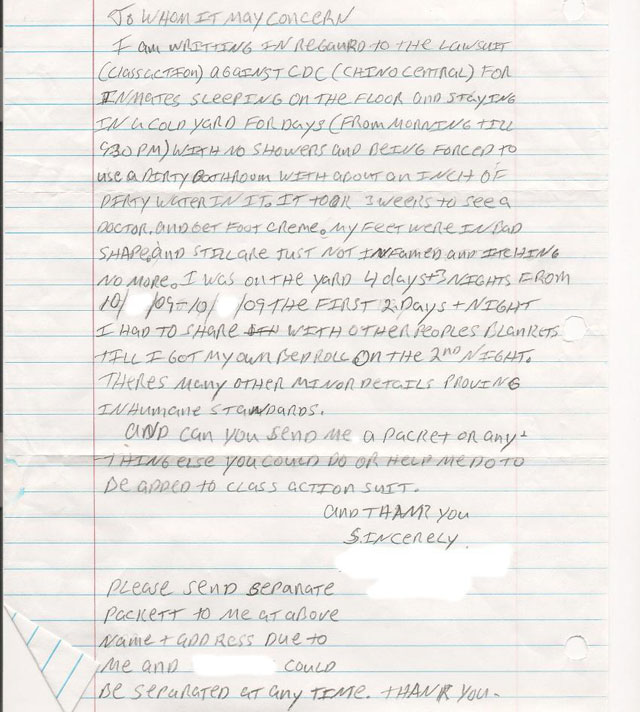 To WHOM IT MAY CONCERN
I am WRITING IN REGAURD TO THE LAWSUIT
(CLASS ACTION) AGAINST CDC (CHINO CENTRAL) FOR
INMATES SLEEPING ON THE FLOOR AND STAYING
IN A COLD YARD FOR DAYS (FROM MORNING TILL
930 PM) WITH NO SHOWERS AND BEING FORCED TO
USE A DIRTY BATHROOM WITH ABOUT AN INCH OF
DIRTY WATER IN IT. IT TOOK 3 WEEKS TO SEE A
DOCTOR. AND GET FOOT CREME. MY FEET WERE IN BAD
SHAPE AND STILL ARE JUST NOT INFAMED AND ITCHING
NO MORE. I WAS ON THE YARD 4 days + 3 NIGHTS FROM
10/ /09-10/ /09 THE FIRST 2 Days + NIGHT
I HAD TO SHARE WITH OTHER PEOPLES BLANKETS
TILL I GOT MY OWN BEDROLL ON THE 2ND NIGHT.
THERES MANY OTHER MINOR DETAILS PROVING
INHUMANE STANDARDS.
AND CAN YOU SEND ME A PACKET OR ANY-
THING ELSE YOU COULD DO OR HELP ME DO TO
BE ADDED TO CLASS ACTION SUIT.
AND THANK YOU
SINCERELY
PLEASE SEND SEPARATE
PACKETT TO ME AT ABOVE
NAME + ADDRESS DUE TO
ME AND COULD
BE SEPARATED AT ANY TIME. THANK YOU.